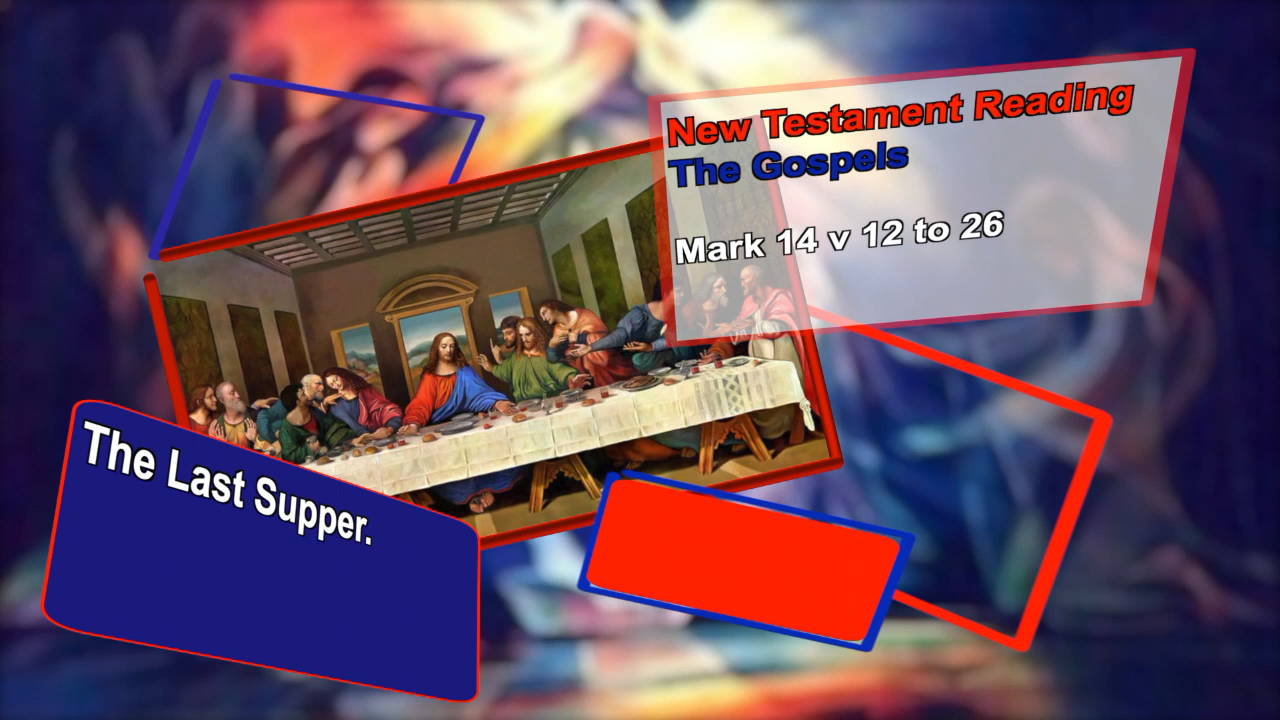 New Testament Reading
The Gospels
Mark 14 v 12 to 26
The Last Supper.